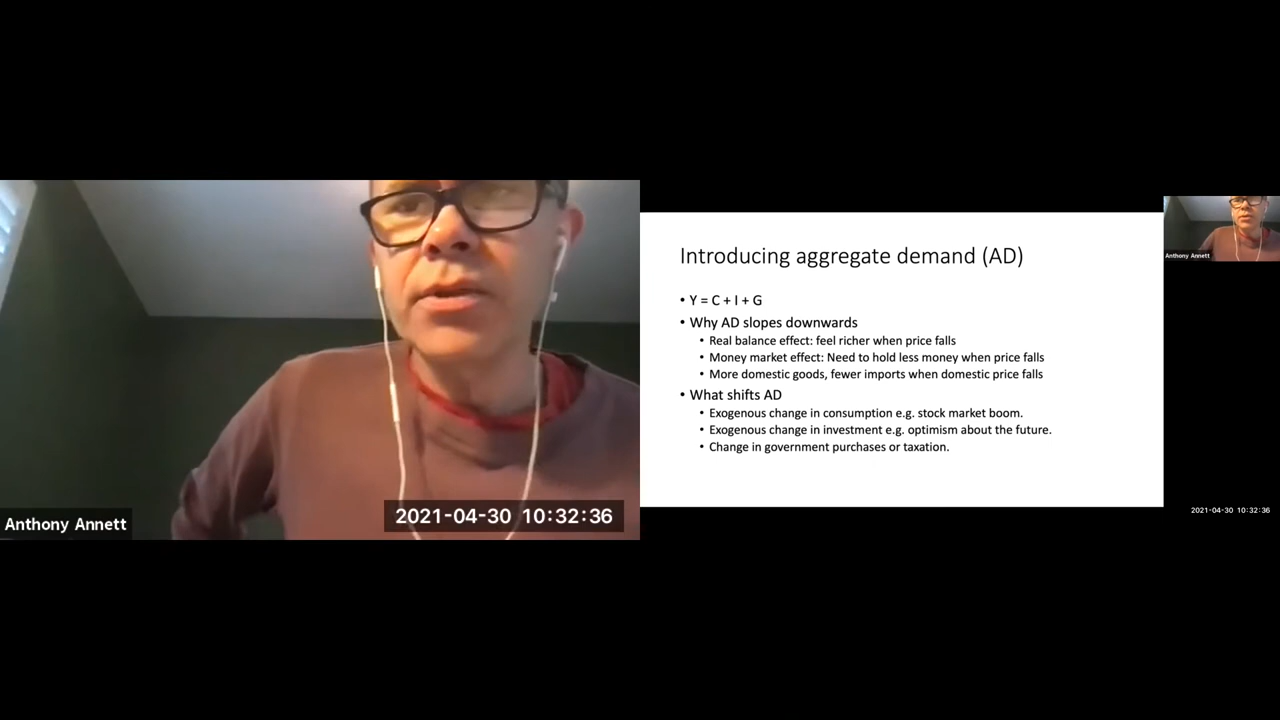 Anthony Annett
2021-04-30 10:32:36
Introducing aggregate demand (AD)
• Y = C + I + G
• Why AD slopes downwards
• Real balance effect: feel richer when price falls
• Money market effect: Need to hold less money when price falls
• More domestic goods, fewer imports when domestic price falls
• What shifts AD
• Exogenous change in consumption e.g. stock market boom.
• Exogenous change in investment e.g. optimism about the future.
• Change in government purchases or taxation.
Anthony Annett
2021-04-30 10:32:36